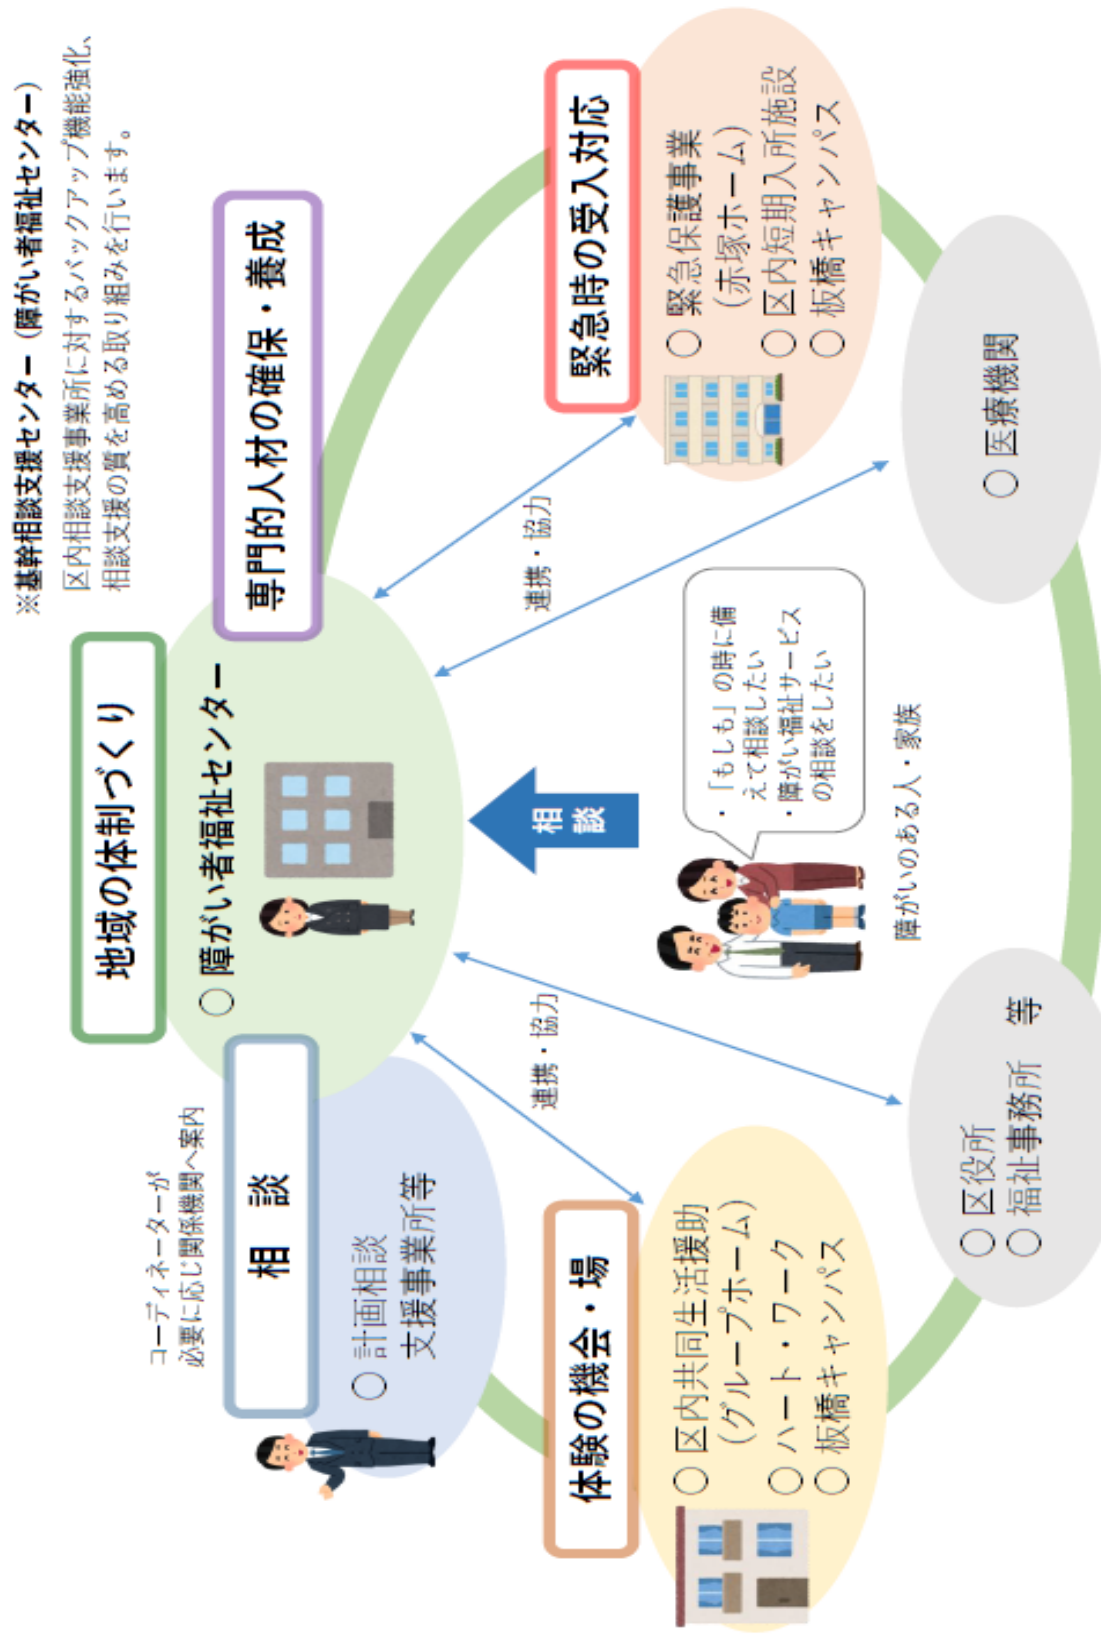 ※基幹相談支援センター（障がい者福祉センター）
区内相談支援事業所に対するバックアップ機能強化、
相談支援の質を高める取り組みを行います。
地域の体制づくり
○ 障がい者福祉センター
専門的人材の確保・養成
コーディネーターが
必要に応じ関係機関へ案内
相　談
○ 計画相談
支援事業所等
緊急時の受入対応
○ 緊急保護事業
（赤塚ホーム）
○ 区内短期入所施設
○ 板橋キャンパス
連携・協力
連携・協力
相
談
体験の機会・場
○ 区内共同生活援助
（グループホーム）
○ ハート・ワーク
○ 板橋キャンパス
・「もしも」の時に備
えて相談したい
・障がい福祉サービス
の相談をしたい
障がいのある人・家族
○ 区役所
○ 福祉事務所　等
○ 医療機関